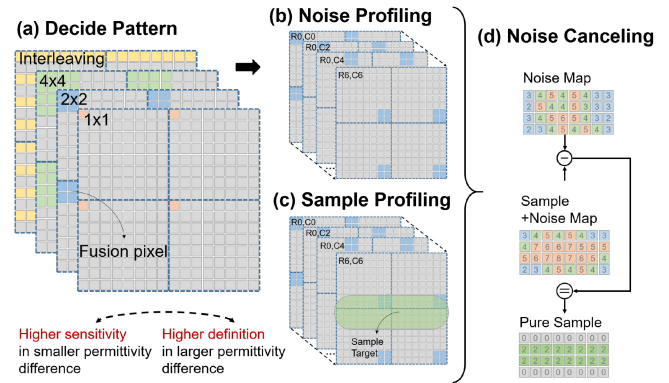 (a) Decide Pattern
Interleaving
4x4
2x2
1x1
Fusion pixel
Higher sensitivity
in smaller permittivity
difference
Higher definition
in larger permittivity
difference
(b) Noise Profiling
R0,C0
R0,C2
R0,C4
R6,C6
(c) Sample Profiling
R0,C0
R0,C2
R0,C4
R6,C6
Sample
Target
(d) Noise Canceling
Noise Map
3 4 5 4 5 4 3 3
2 5 4 4 5 3 3 3
3 4 5 6 5 4 3 2
2 3 4 5 4 5 4 3
Sample
+Noise Map
3 4 5 4 5 4 3 3
4 7 6 6 7 5 5 5
5 6 7 8 7 6 5 4
2 3 4 5 4 5 4 3
Pure Sample
0 0 0 0 0 0 0 0
2 2 2 2 2 2 2 2
2 2 2 2 2 2 2 2
0 0 0 0 0 0 0 0